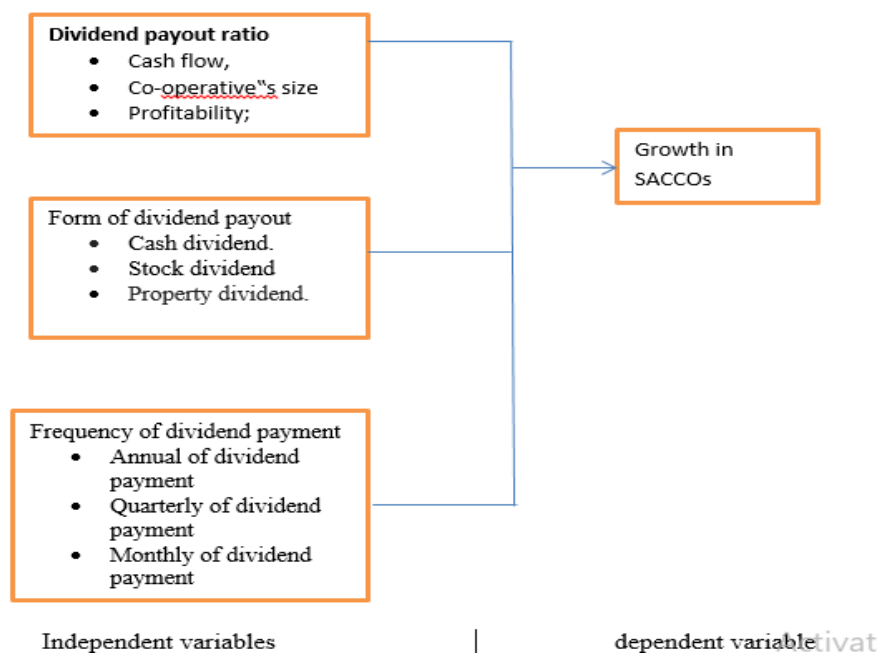 Dividend payout ratio
• Cash flow,
• Co-operative‟s size
• Profitability;
Growth in
SACCOs
Form of dividend payout
• Cash dividend.
• Stock dividend
• Property dividend.
Frequency of dividend payment
• Annual of dividend
payment
• Quarterly of dividend
payment
• Monthly of dividend
payment
Independent variables
dependent variable
Activat